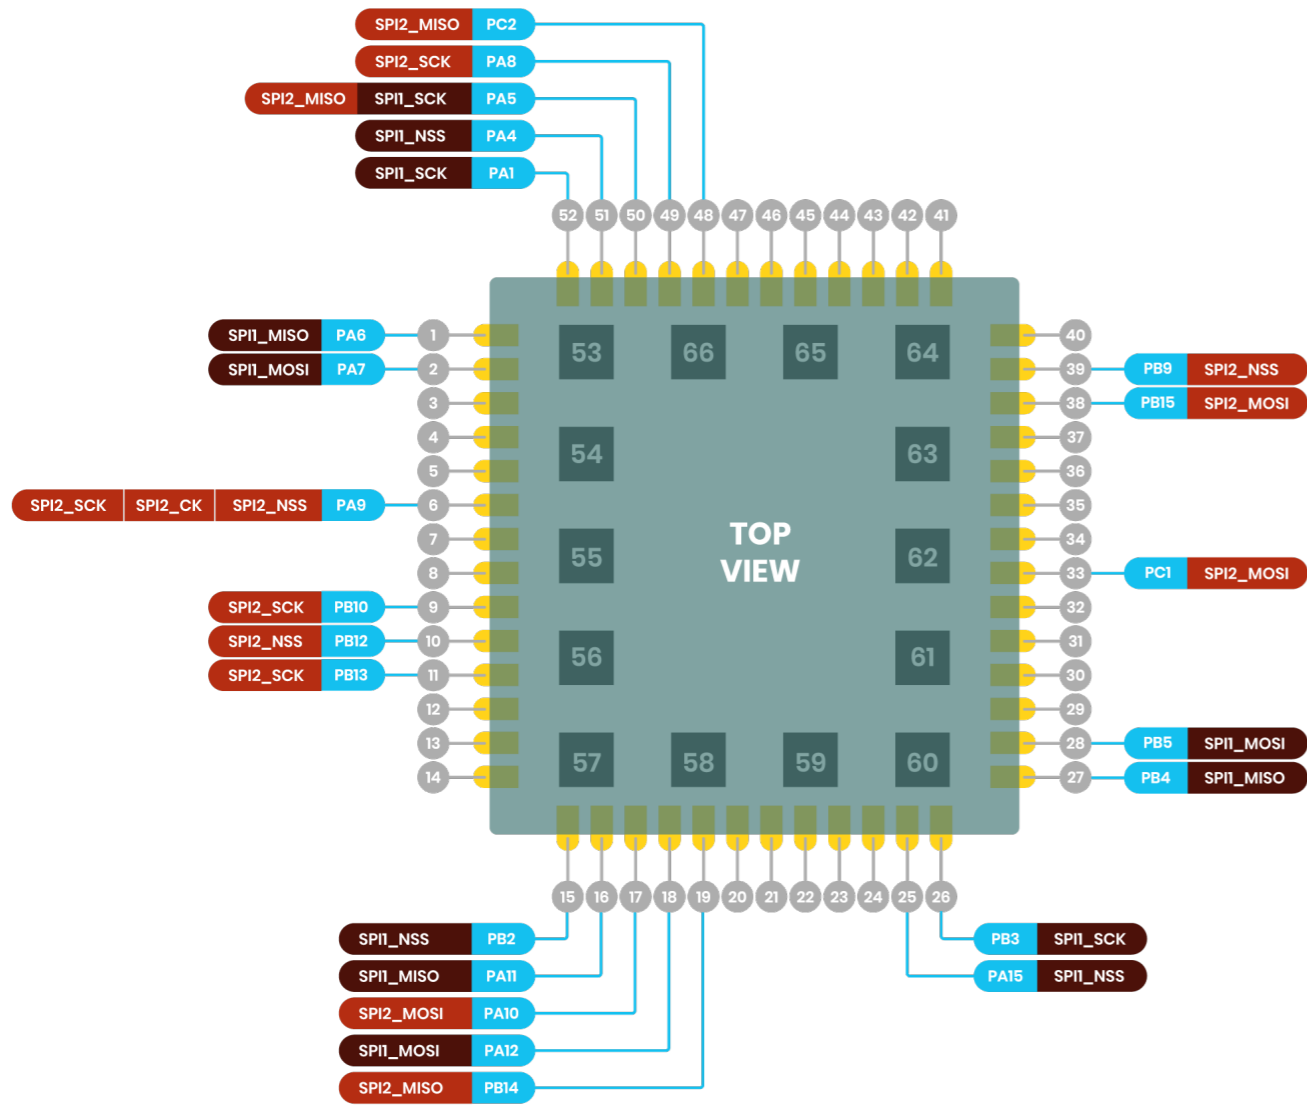 SPI2_MISO PC2
SPI2_SCK PA8
SPI2_MISO SPI1_SCK PA5
SPI1_NSS PA4
SPI1_SCK PA1
52 51 50 49 48 47 46 45 44 43 42 41
SPI1_MISO PA6 1
SPI1_MOSI PA7 2
3
4
5
SPI2_SCK SPI2_CK SPI2_NSS PA9 6
7
8
SPI2_SCK PB10 9
SPI2_NSS PB12 10
SPI2_SCK PB13 11
12
13
14
53 66 65 64
54 63
55 62
56 61
57 58 59 60
TOP
VIEW
40
39 PB9 SPI2_NSS
38 PB15 SPI2_MOSI
37
36
35
34
33 PC1 SPI2_MOSI
32
31
30
29
28 PB5 SPI1_MOSI
27 PB4 SPI1_MISO
15 16 17 18 19 20 21 22 23 24 25 26
SPI1_NSS PB2
SPI1_MISO PA11
SPI2_MOSI PA10
SPI1_MOSI PA12
SPI2_MISO PB14
PB3 SPI1_SCK
PA15 SPI1_NSS